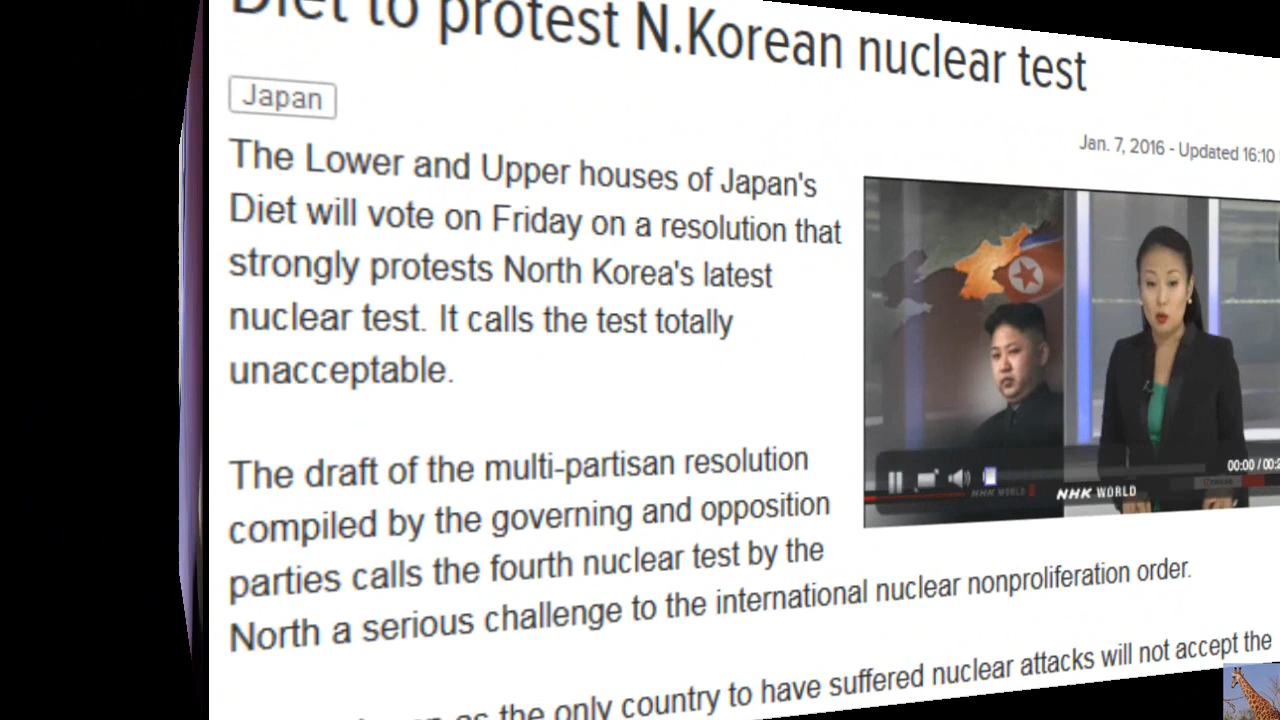 Diet to protest N.Korean nuclear test
Japan
Jan. 7, 2016 - Updated 16:10
The Lower and Upper houses of Japan's
Diet will vote on Friday on a resolution that
strongly protests North Korea's latest
nuclear test. It calls the test totally
unacceptable.
The draft of the multi-partisan resolution
compiled by the governing and opposition
parties calls the fourth nuclear test by the
North a serious challenge to the international nuclear nonproliferation order.
as the only country to have suffered nuclear attacks will not accept the
00:00 / 00:2
NHK WORLD
NHK WORLD